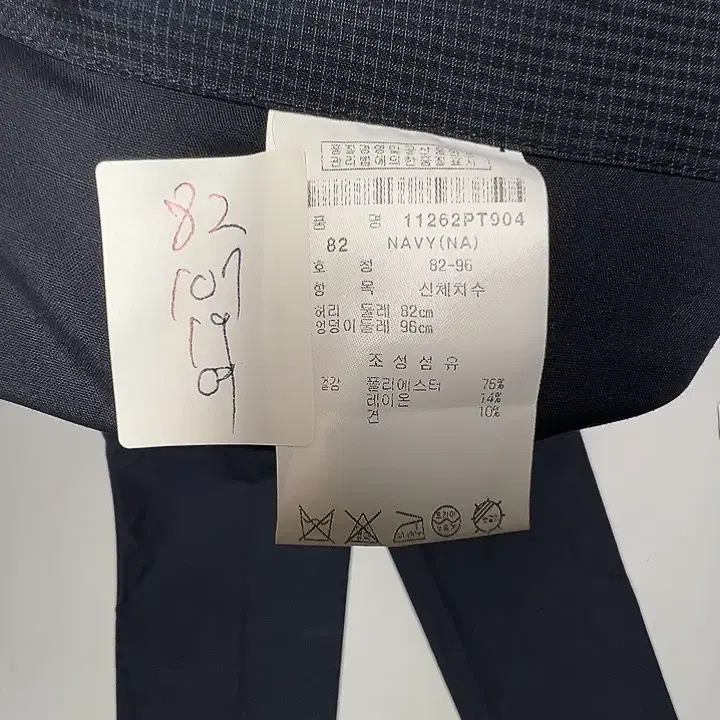 82
품질경영및공산품안전
관리법에의한품질표시
품 명 11262PT904
82 NAVY(NA)
호 칭 82-96
항 목 신체치수
허리 둘레 82cm
엉덩이둘레 96cm
조성섬유
겉감 폴리에스터 76%
레이온 14%
견 10%